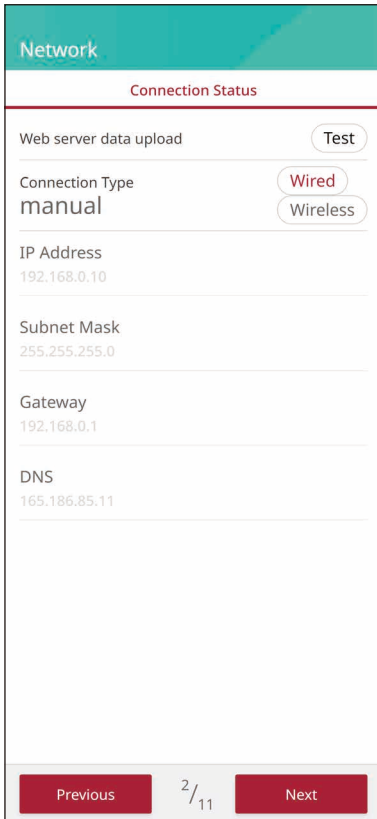 Network
Connection Status
Web server data upload Test
Connection Type Wired
manual Wireless
IP Address
192.168.0.10
Subnet Mask
255.255.255.0
Gateway
192.168.0.1
DNS
165.186.85.11
Previous 2/11 Next